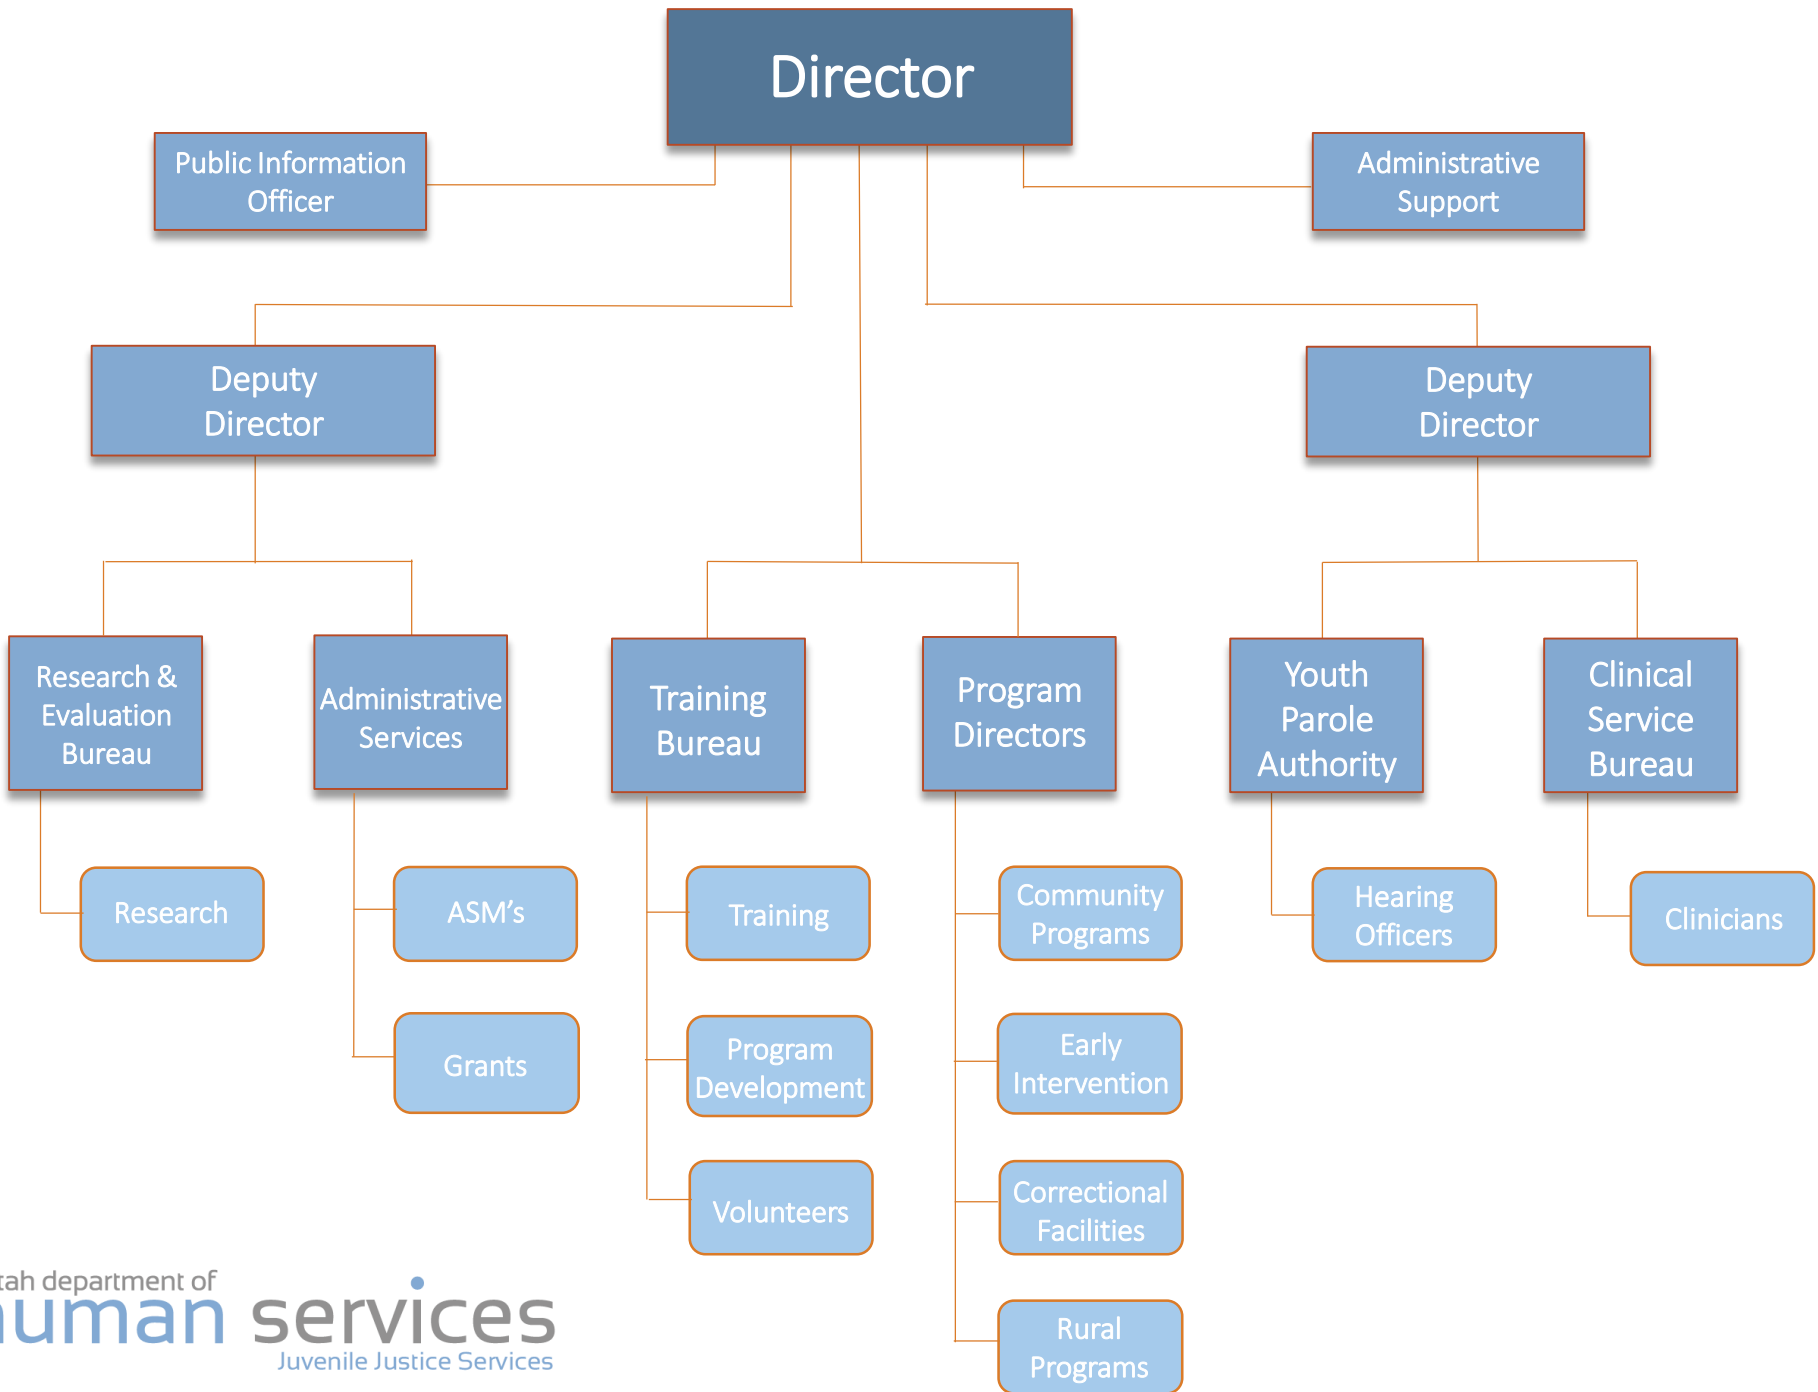 Director
Public Information
Officer
Administrative
Support
Deputy
Director
Deputy
Director
Research &
Evaluation
Bureau
Administrative
Services
Training
Bureau
Program
Directors
Youth
Parole
Authority
Clinical
Service
Bureau
Research
ASM's
Grants
Training
Program
Development
Volunteers
Community
Programs
Early
Intervention
Correctional
Facilities
Rural
Programs
Hearing
Officers
Clinicians
tah department of
human services
Juvenile Justice Services